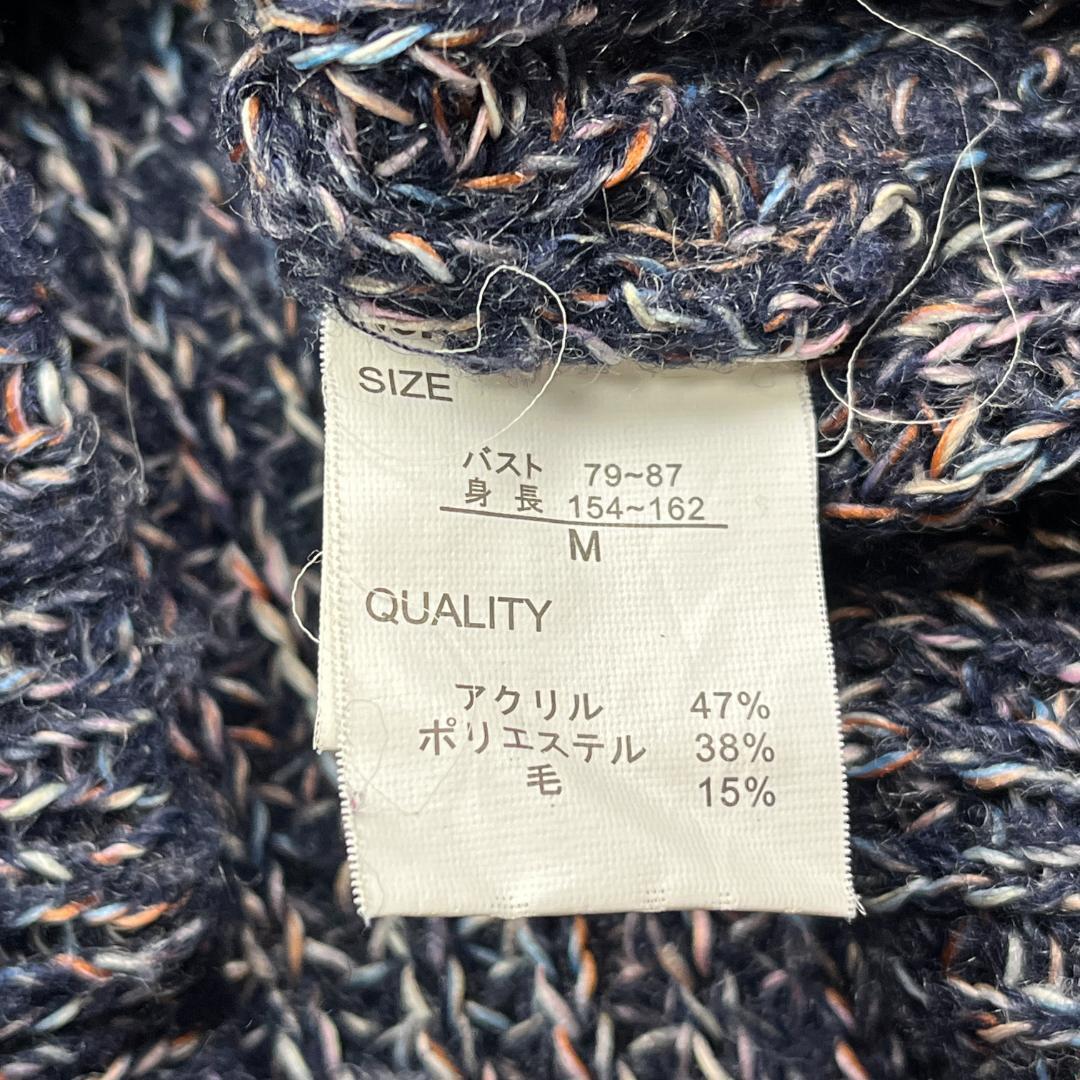 SIZE
バスト 79~87
身長 154~162
M
QUALITY
アクリル 47%
ポリエステル 38%
毛 15%